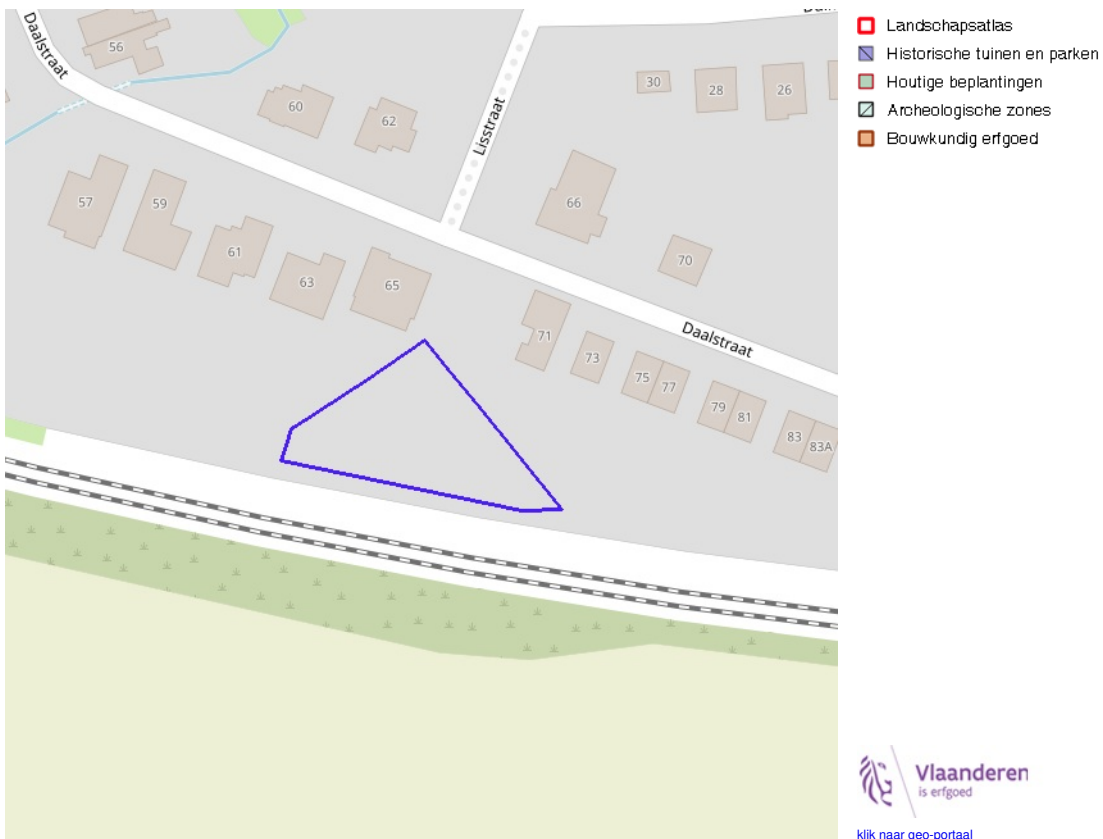 Daalstraat
56
60
62
Lisstraat
30
28
26
57
59
61
63
65
66
70
71
73
75
77
79
81
83
83A
Daalstraat
Landschapsatlas
Historische tuinen en parken
Houtige beplantingen
Archeologische zones
Bouwkundig erfgoed
Vlaanderen
is erfgoed
klik naar geo-portaal